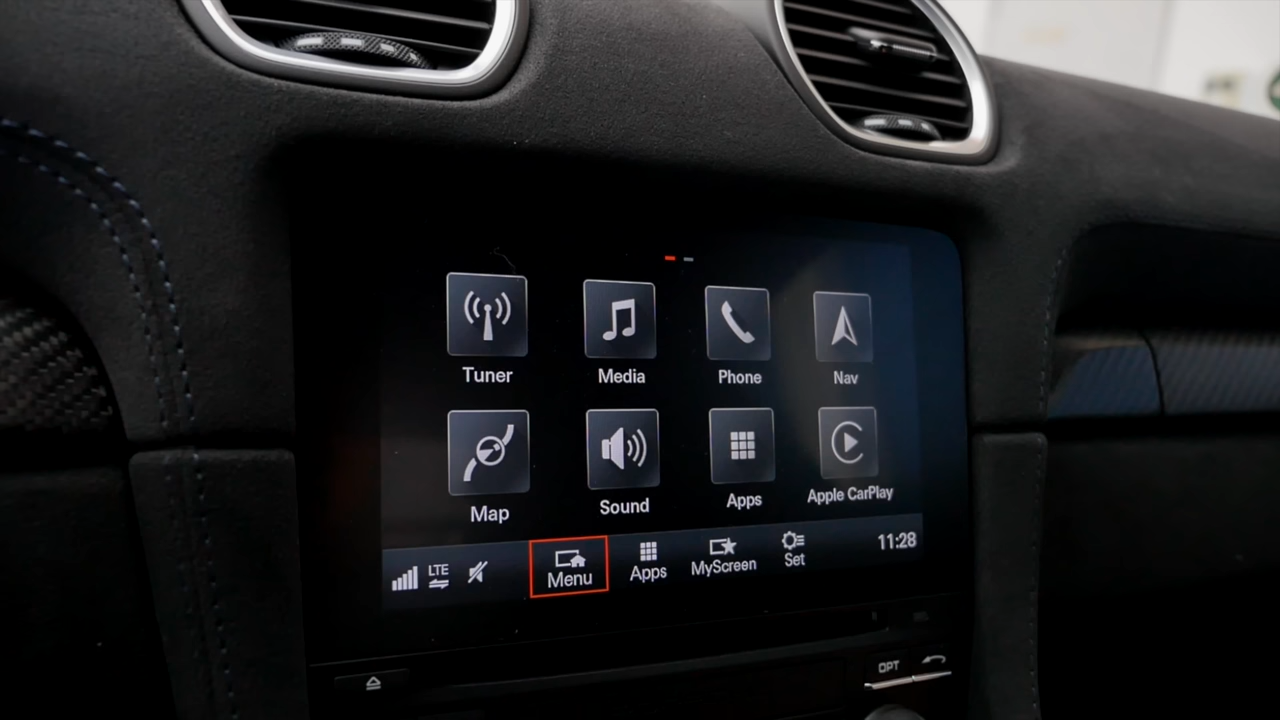 Tuner
Media
Phone
Nav
Map
Sound
Apps
Apple CarPlay
LTE
Menu
Apps
MyScreen
Set
11:28
OPT